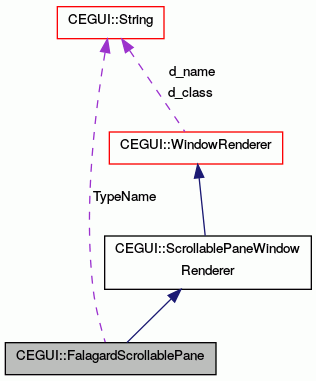 CEGUI::String
d_name
d_class
CEGUI::WindowRenderer
TypeName
CEGUI::ScrollablePaneWindow
Renderer
CEGUI::FalagardScrollablePane